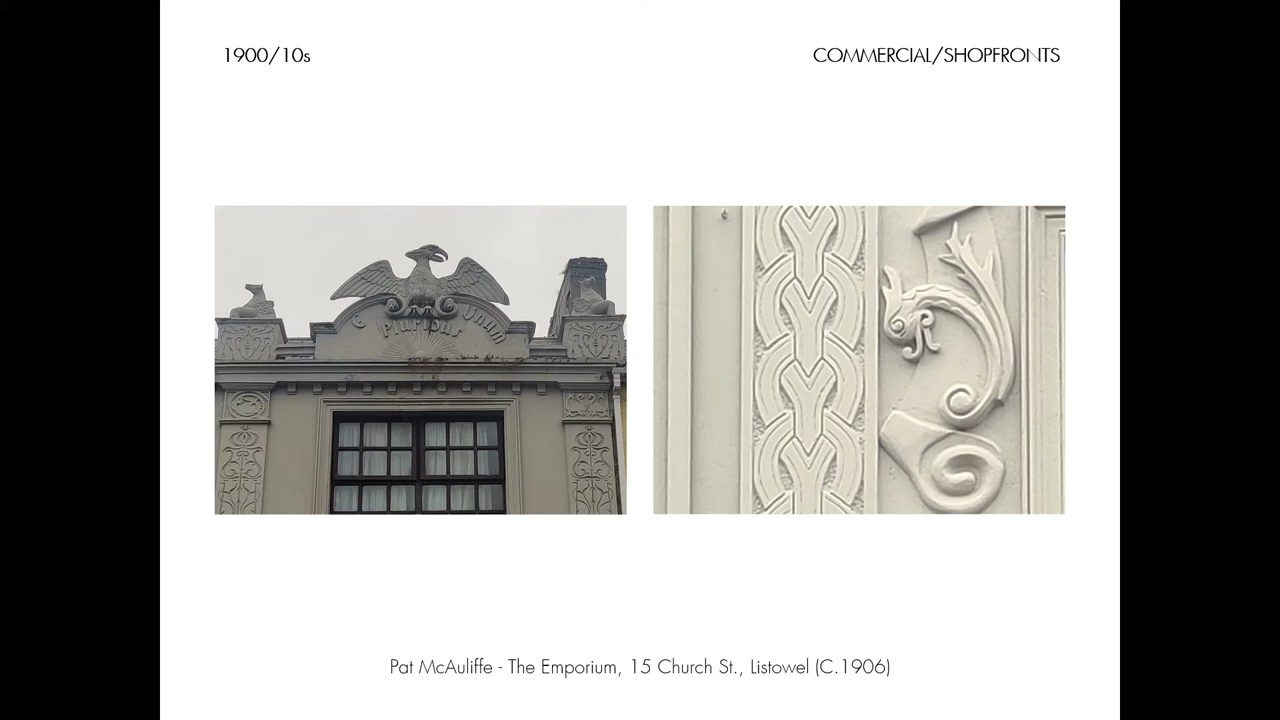 1900/10s
COMMERCIAL/SHOPFRONTS
e Pluribus Unum
Pat McAuliffe - The Emporium, 15 Church St., Listowel (C.1906)